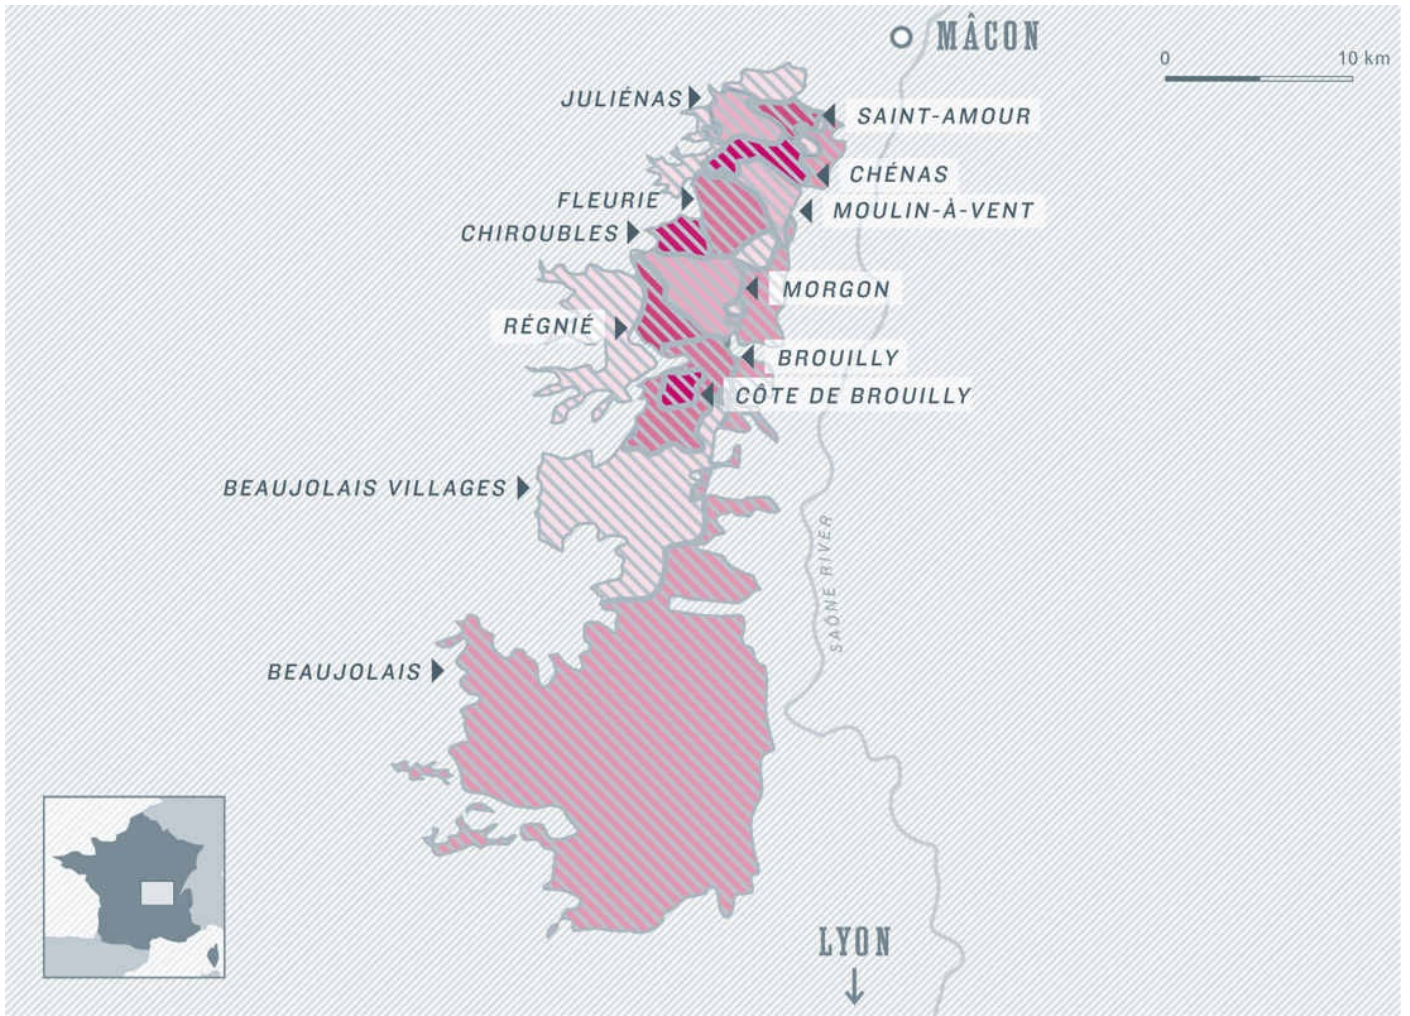 MÂCON
0 10 km
JULIÉNAS
SAINT-AMOUR
CHÉNAS
FLEURIE
MOULIN-À-VENT
CHIROUBLES
MORGON
RÉGNIÉ
BROUILLY
CÔTE DE BROUILLY
BEAUJOLAIS VILLAGES
SAÔNE RIVER
BEAUJOLAIS
LYON